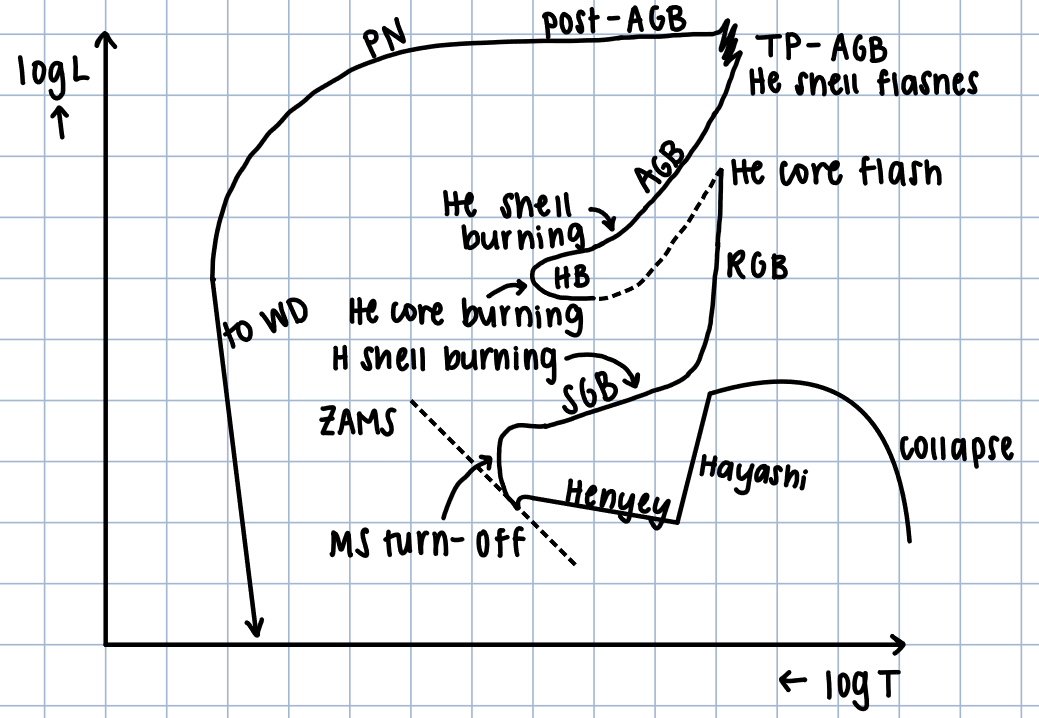 PN
post-AGB
log L
↑
TP-AGB
He shell flasnes
AGB
He core flash
He shell
burning
HB
RGB
to WD
He core burning
H shell burning
SGB
ZAMS
collapse
Hayashi
Henyey
MS turn-off
← log T